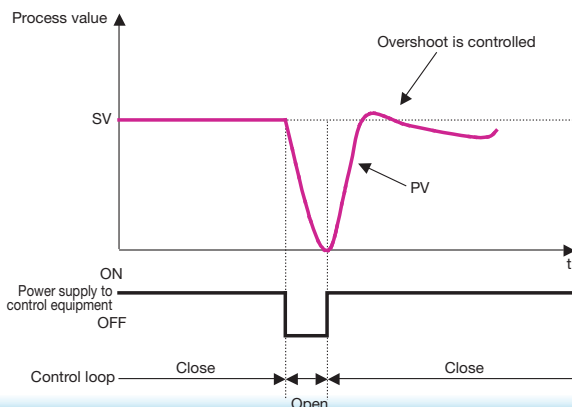 Process value
Overshoot is controlled
SV
PV
t
ON
Power supply to
control equipment
OFF
Control loop
Close
Close
Open